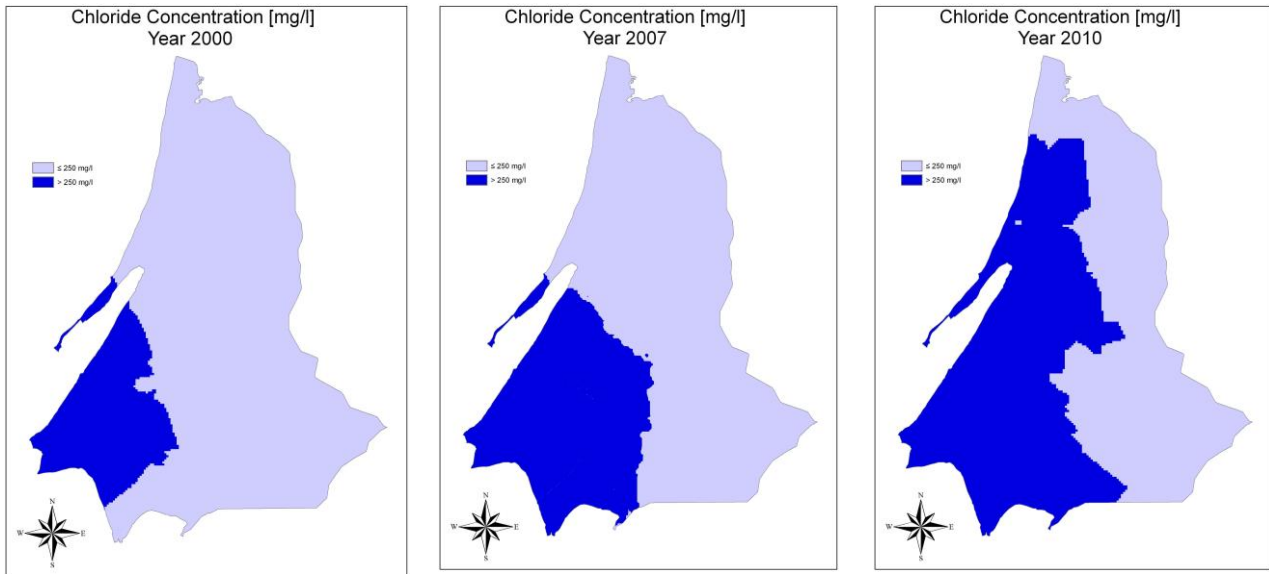 Chloride Concentration [mg/l]
Year 2000
≤ 250 mg/l
> 250 mg/l
N
W
E
S
Chloride Concentration [mg/l]
Year 2007
≤ 250 mg/l
> 250 mg/l
N
W
E
S
Chloride Concentration [mg/l]
Year 2010
≤ 250 mg/l
> 250 mg/l
N
W
E
S